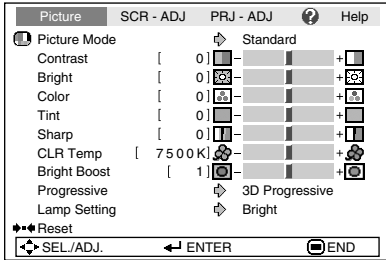 Picture SCR - ADJ PRJ - ADJ ? Help
Picture Mode Standard
Contrast [ 0] - +
Bright [ 0] - +
Color [ 0] - +
Tint [ 0] - +
Sharp [ 0] - +
CLR Temp [ 7500K] - +
Bright Boost [ 1] - +
Progressive 3D Progressive
Lamp Setting Bright
Reset
SEL./ADJ. ENTER END